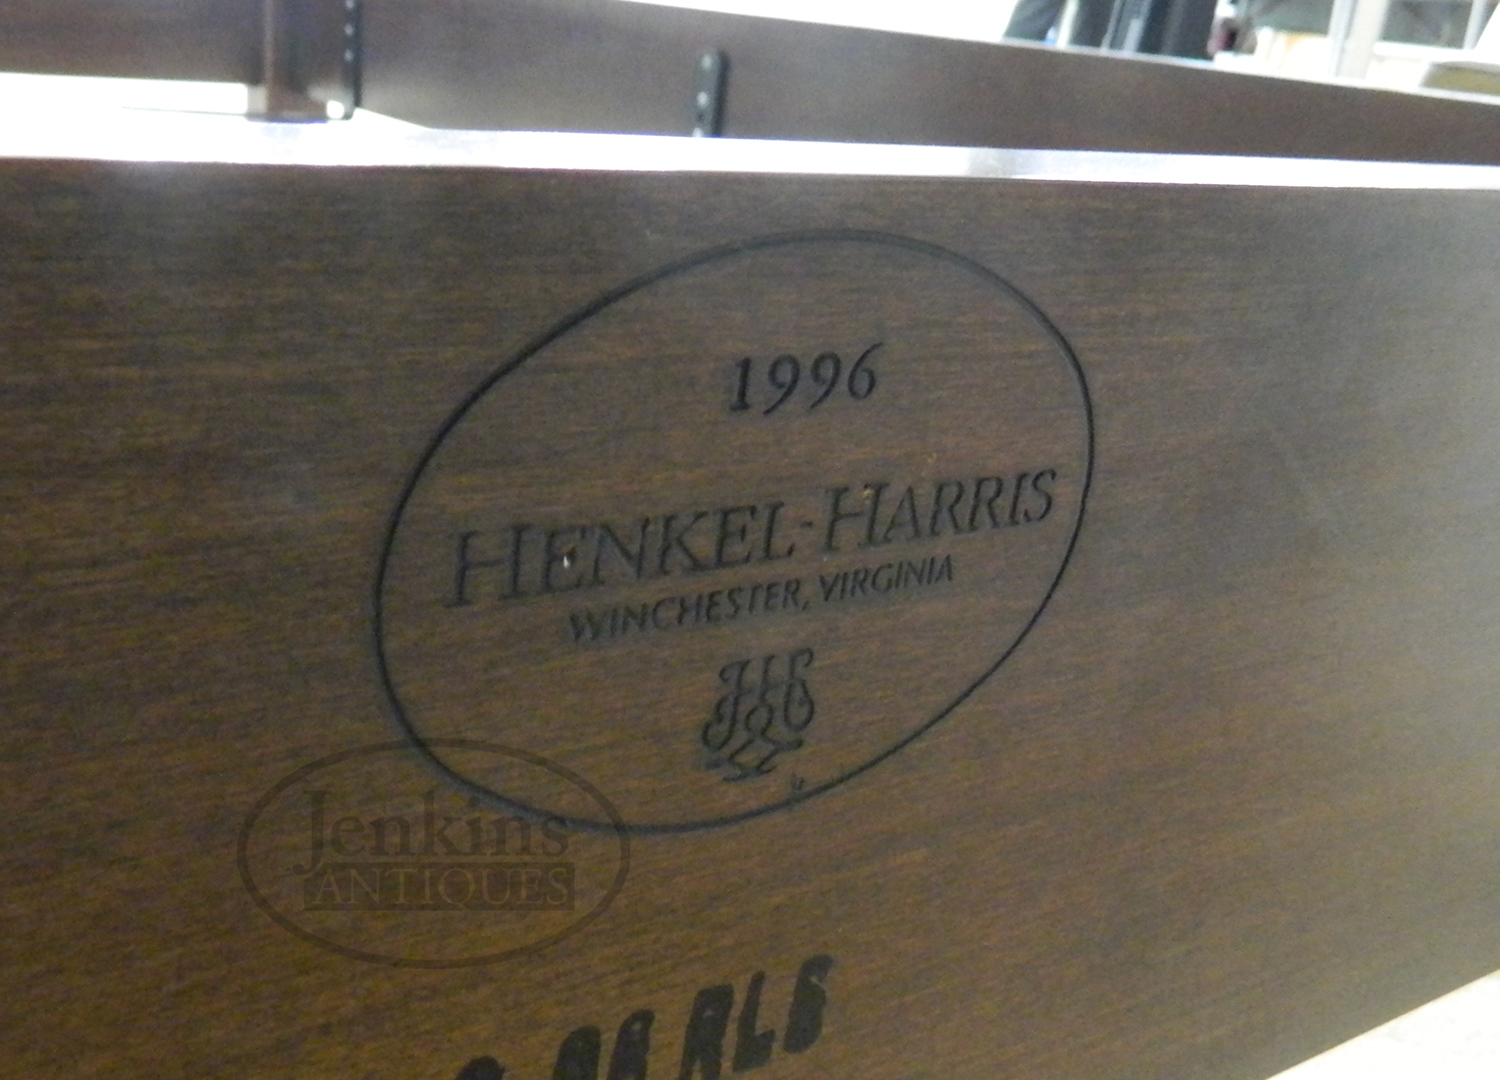 1996
HENKEL-HARRIS
WINCHESTER, VIRGINIA
Jenkins
ANTIQUES